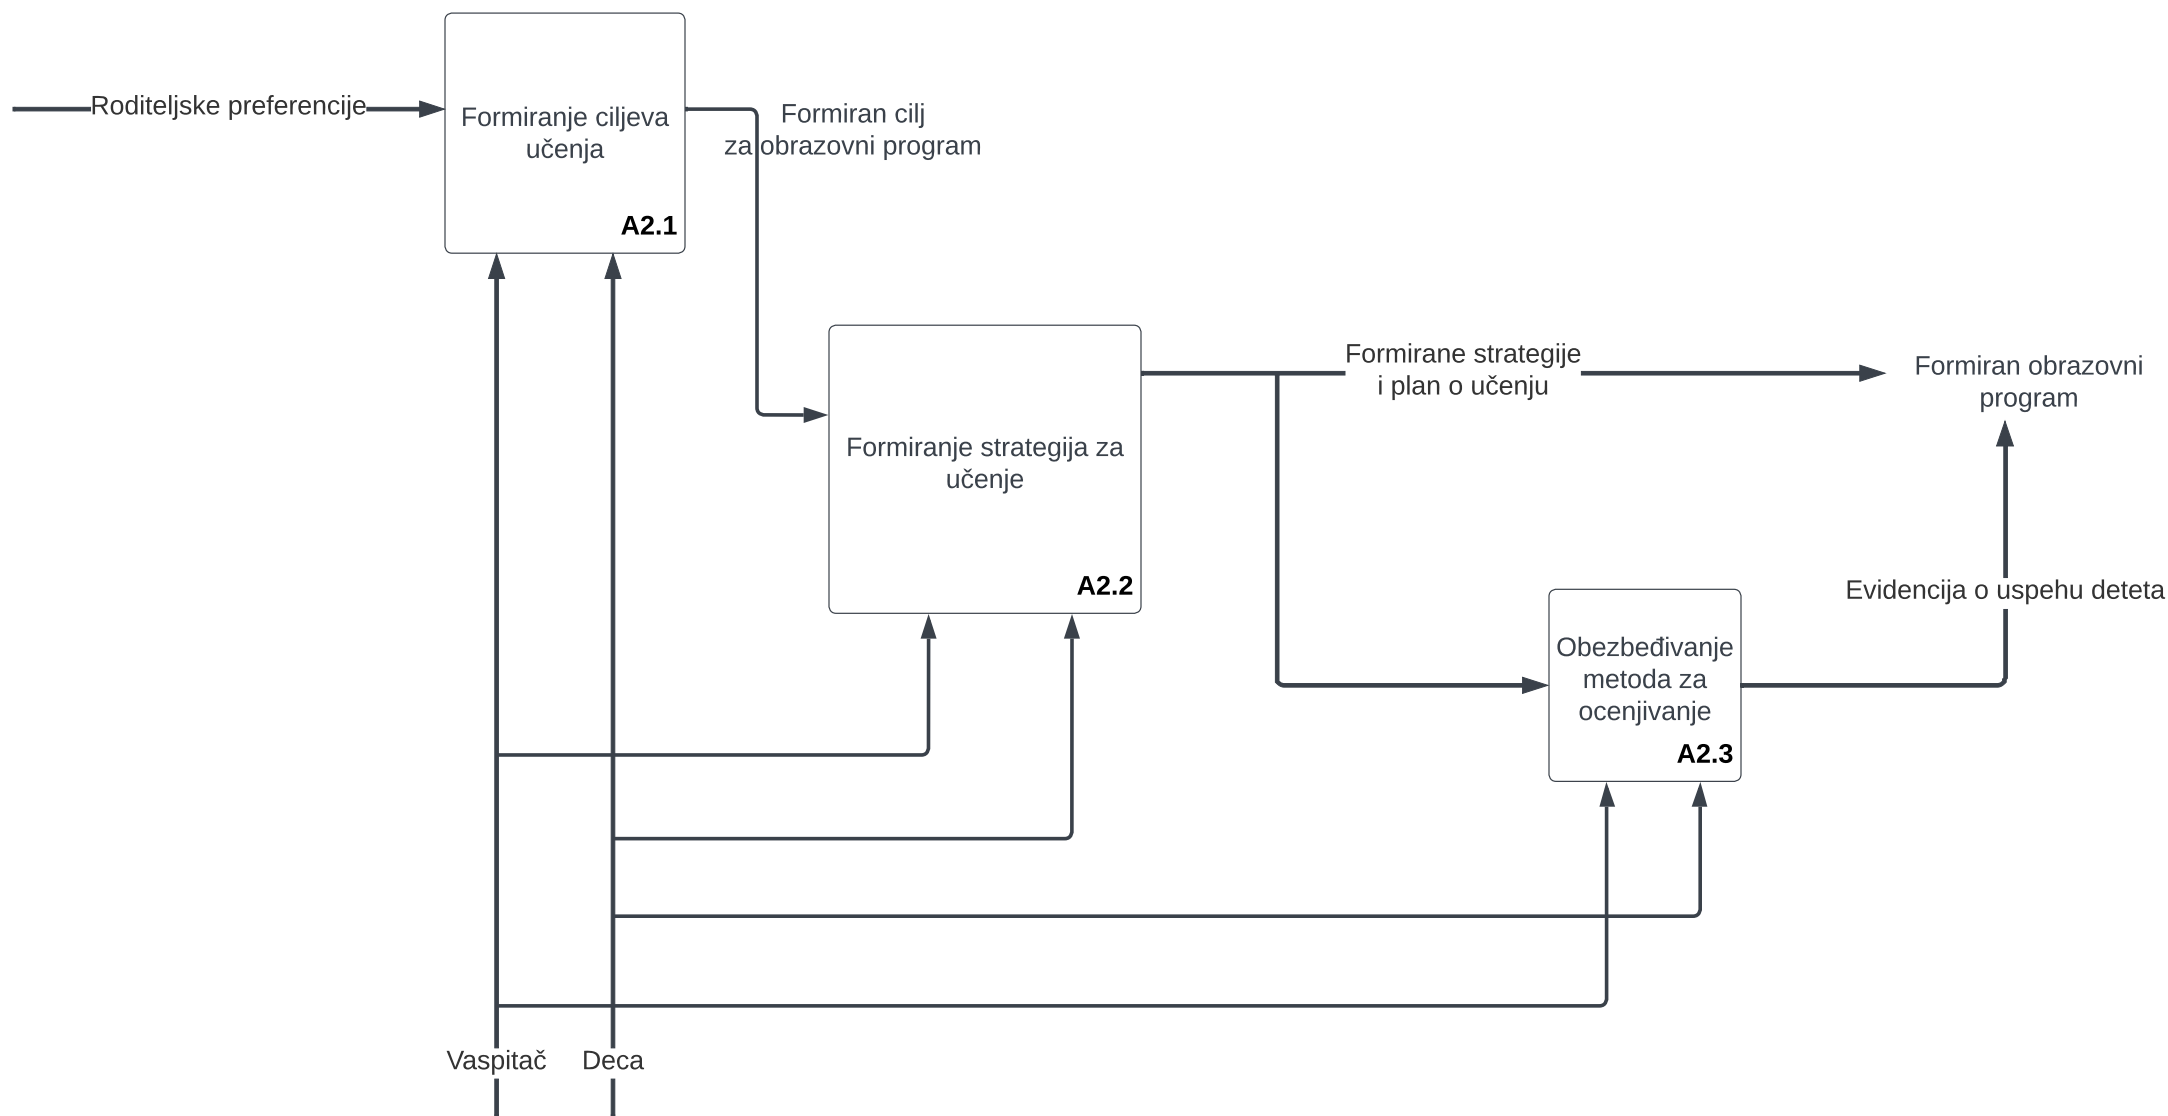 Roditeljske preferencije
Formiranje ciljeva
učenja
A2.1
Formiran cilj
za obrazovni program
Formiranje strategija za
učenje
A2.2
Formirane strategije
i plan o učenju
Formiran obrazovni
program
Evidencija o uspehu deteta
Obezbeđivanje
metoda za
ocenjivanje
A2.3
Vaspitač
Deca